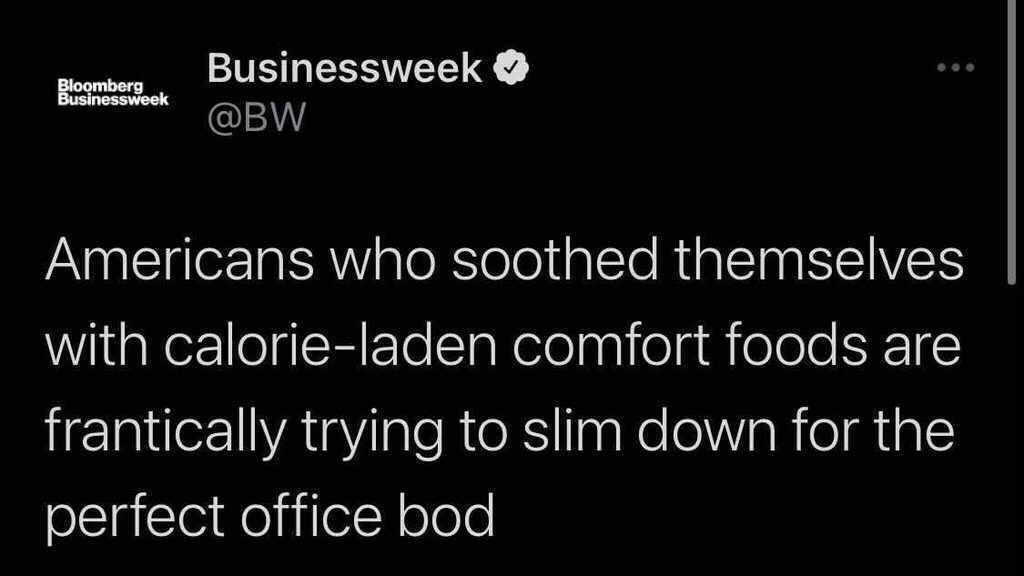 Bloomberg
Businessweek
Businessweek
@BW
Americans who soothed themselves
with calorie-laden comfort foods are
frantically trying to slim down for the
perfect office bod